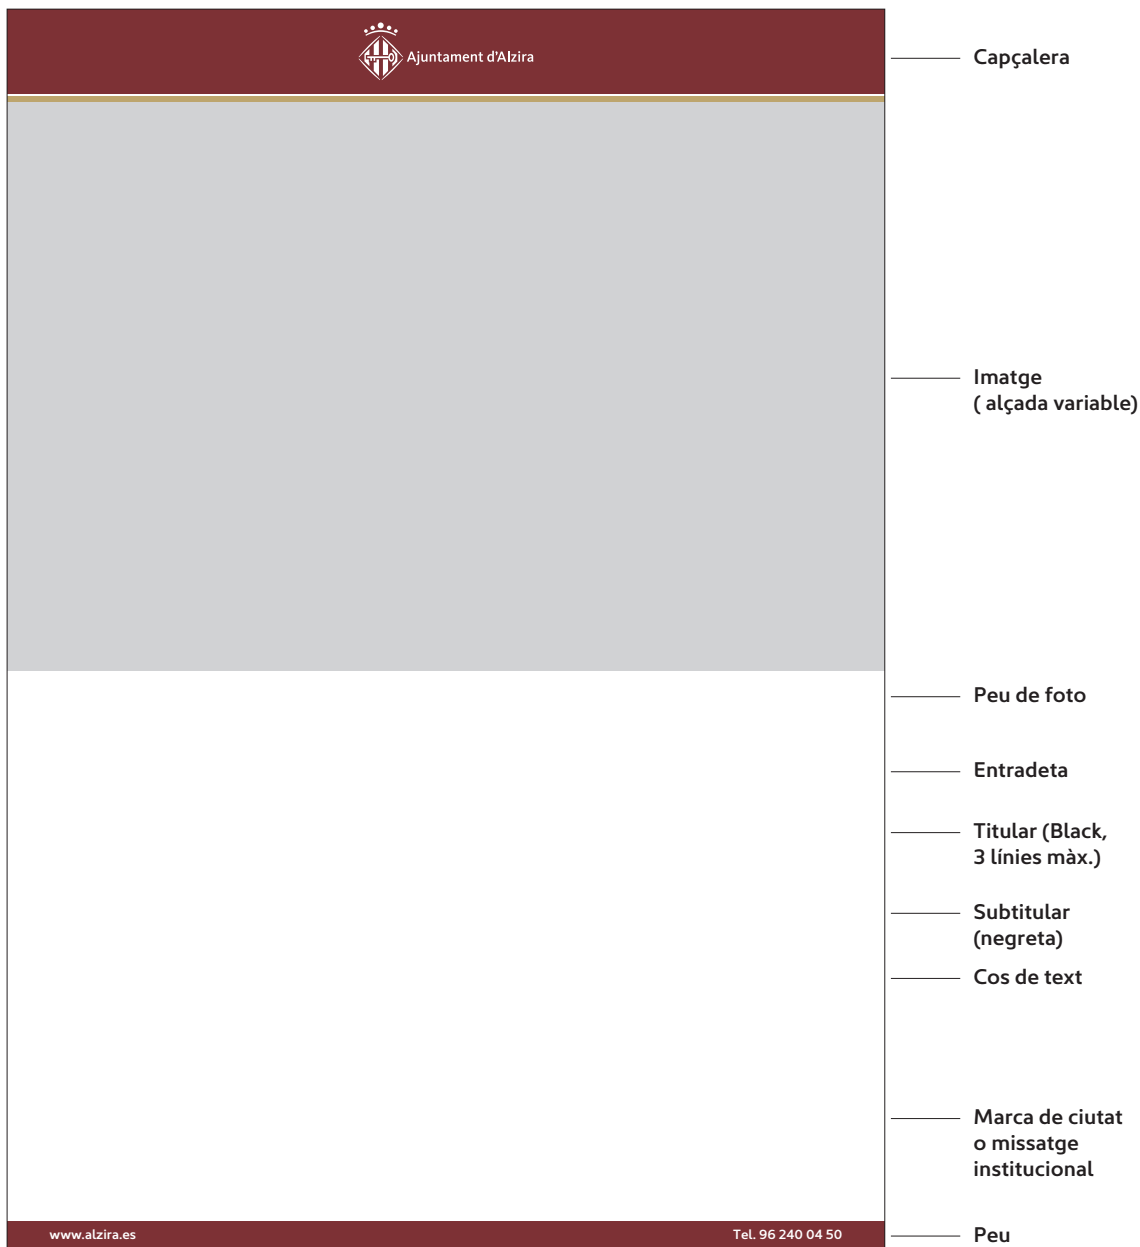 Ajuntament d'Alzira
Capçalera
Imatge
( alçada variable)
Peu de foto
Entradeta
Titular (Black,
3 línies màx.)
Subtitular
(negreta)
Cos de text
Marca de ciutat
o missatge
institucional
www.alzira.es
Tel. 96 240 04 50
Peu